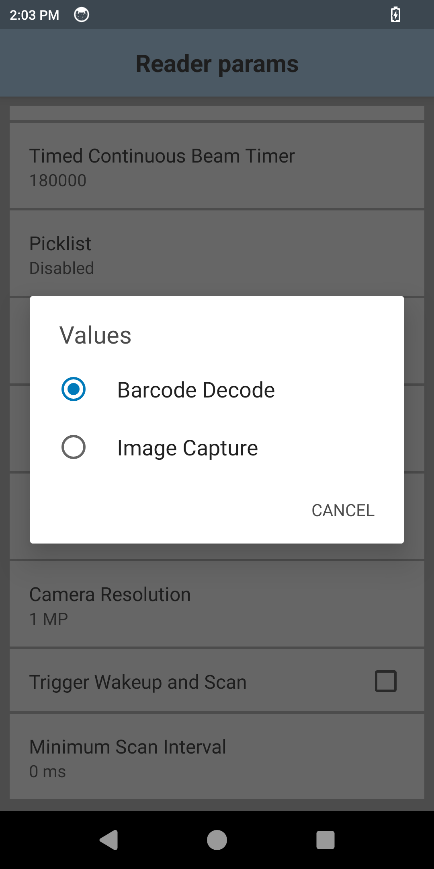 2:03 PM
Reader params
Timed Continuous Beam Timer
180000
Picklist
Disabled
Values
Barcode Decode
Image Capture
CANCEL
Camera Resolution
1 MP
Trigger Wakeup and Scan
Minimum Scan Interval
0 ms